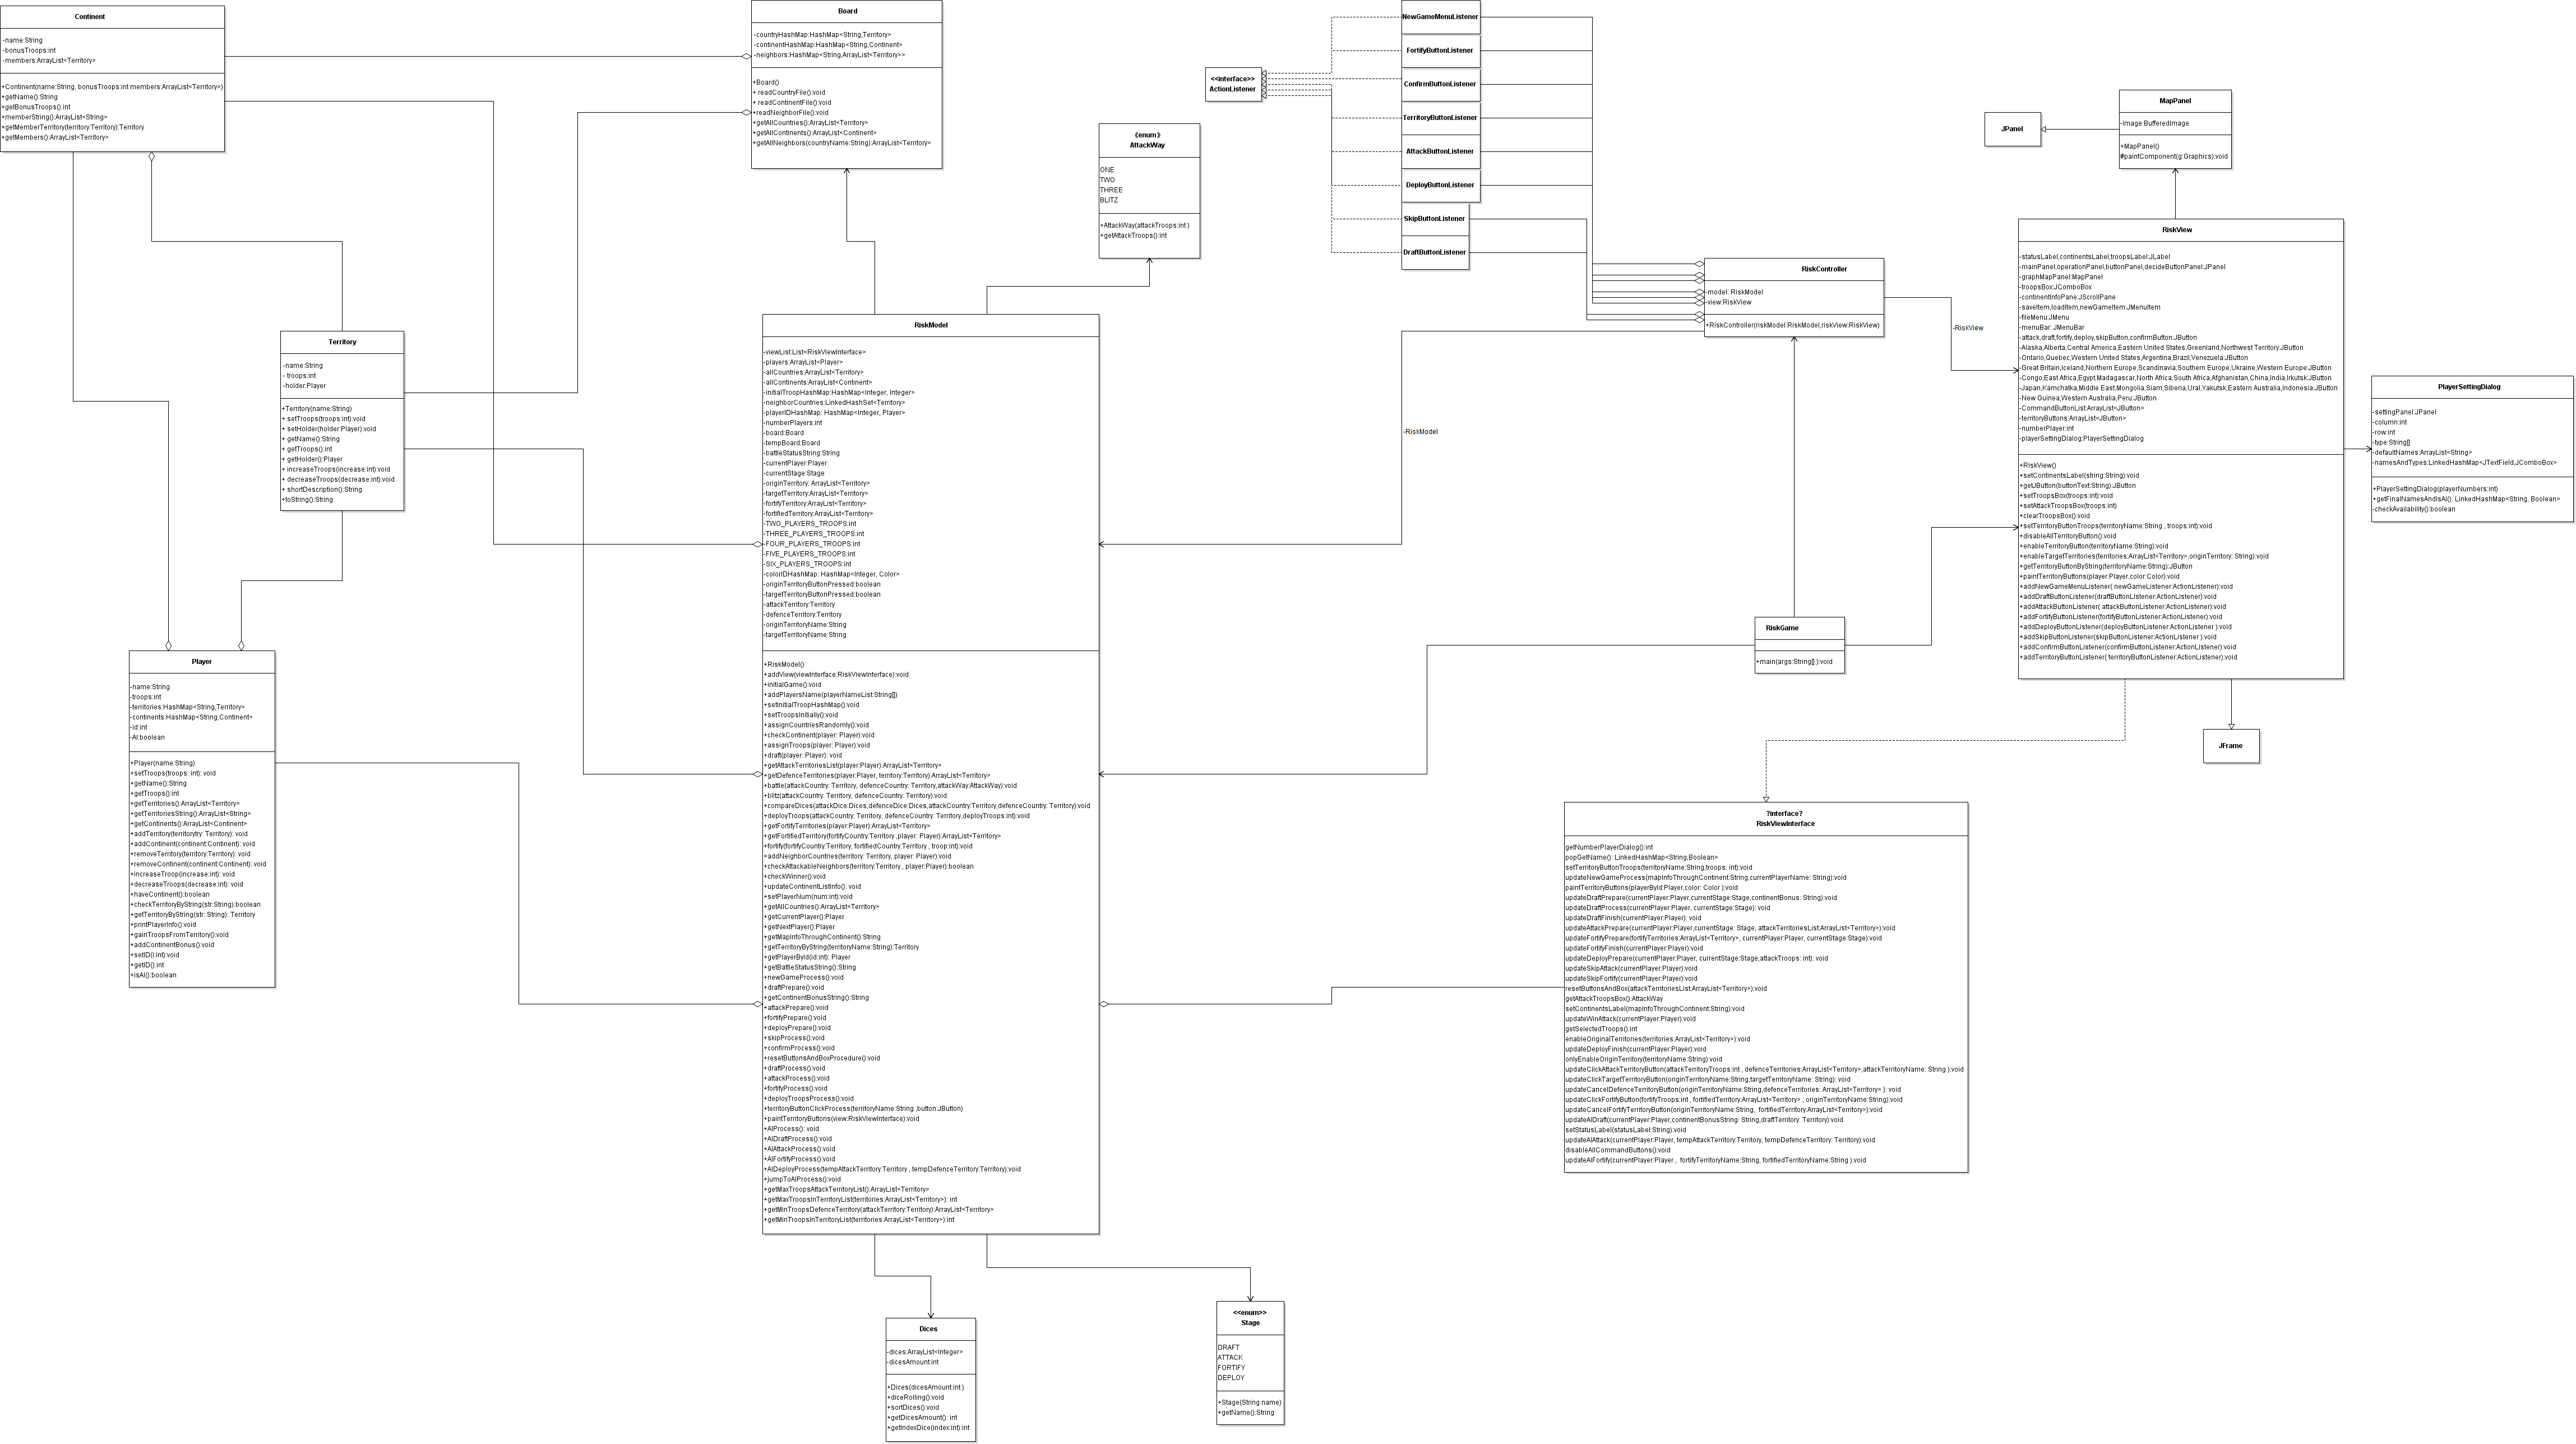 Continent
-name:String
-bonusTroops:int
-members:ArrayList<Territory>
+Continent(name:String, bonusTroops:int members:ArrayList<Territory>)
+getName():String
+getBonusTroops():int
+memberString():ArrayList<String>
+getMemberTerritory(territory:Territory):Territory
+getMembers():ArrayList<Territory>
Board
-countryHashMap:HashMap<String,Territory>
-continentHashMap:HashMap<String,Continent>
-neighbors:HashMap<String,ArrayList<Territory>>
+Board()
+ readCountryFile():void
+ readContinentFile():void
+readNeighborFile():void
+getAllCountries():ArrayList<Territory>
+getAllContinents():ArrayList<Continent>
+getAllNeighbors(countryName:String):ArrayList<Territory>
《enum》
AttackWay
ONE
TWO
THREE
BLITZ
+AttackWay(attackTroops:int )
+getAttackTroops():int
<<interface>>
ActionListener
NewGameMenuListener
FortifyButtonListener
ConfirmButtonListener
TerritoryButtonListener
AttackButtonListener
DeployButtonListener
SkipButtonListener
DraftButtonListener
RiskController
-model: RiskModel
-view:RiskView
+RiskController(riskModel:RiskModel,riskView:RiskView)
-RiskView
-RiskModel
JPanel
MapPanel
-image:BufferedImage
+MapPanel()
#paintComponent(g:Graphics):void
RiskView
-statusLabel,continentsLabel,troopsLabel:JLabel
-mainPanel,operationPanel,buttonPanel,decideButtonPanel:JPanel
-graphMapPanel:MapPanel
-troopsBox:JComboBox
-continentInfoPane:JScrollPane
-saveItem,loadItem,newGameItem:JMenuItem
-fileMenu:JMenu
-menuBar: JMenuBar
-attack,draft,fortify,deploy,skipButton,confirmButton:JButton
-Alaska,Alberta,Central America,Eastern United States,Greenland,Northwest Territory:JButton
-Ontario,Quebec,Western United States,Argentina,Brazil,Venezuela:JButton
-Great Britain,Iceland,Northern Europe,Scandinavia,Southern Europe,Ukraine,Western Europe:JButton
-Congo,East Africa,Egypt,Madagascar,North Africa,South Africa,Afghanistan,China,India,Irkutsk:JButton
-Japan,Kamchatka,Middle East,Mongolia,Siam,Siberia,Ural,Yakutsk,Eastern Australia,Indonesia:JButton
-New Guinea,Western Australia,Peru:JButton
-CommandButtonList:ArrayList<JButton>
-territoryButtons:ArrayList<JButton>
-numberPlayer:int
-playerSettingDialog:PlayerSettingDialog
+RiskView()
+setContentsLabel(string:String):void
+getJButton(buttonText:String):JButton
+setTroopsBox(troops:int):void
+setAttackTroopsBox(troops:int)
+clearTroopsBox():void
+setTerritoryButtonTroops(territoryName:String , troops:int):void
+disableAllTerritoryButton():void
+enableTerritoryButton(territoryName:String):void
+enableTargetTerritories(territories:ArrayList<Territory>,originTerritory: String):void
+getTerritoryButtonByString(territoryName:String):JButton
+paintTerritoryButtons(player:Player,color:Color):void
+addNewGameMenuListener( newGameListener:ActionListener):void
+addDraftButtonListener(draftButtonListener:ActionListener):void
+addAttackButtonListener( attackButtonListener:ActionListener):void
+addFortifyButtonListener(fortifyButtonListener:ActionListener):void
+addDeployButtonListener(deployButtonListener:ActionListener ):void
+addSkipButtonListener(skipButtonListener:ActionListener ):void
+addConfirmButtonListener(confirmButtonListener:ActionListener):void
+addTerritoryButtonListener( territoryButtonListener:ActionListener):void
PlayerSettingDialog
-settingPanel:JPanel
-column:int
-row:int
-type:String[]
-defaultNames:ArrayList<String>
-namesAndTypes:LinkedHashMap<JTextField,JComboBox>
+PlayerSettingDialog(playerNumbers:int)
+getFinalNamesAndIsAI(): LinkedHashMap<String, Boolean>
-checkAvailability():boolean
Territory
-name:String
- troops:int
-holder:Player
+Territory(name:String)
+ setTroops(troops:int):void
+ setHolder(holder:Player):void
+ getName():String
+ getTroops():int
+ getHolder():Player
+ increaseTroops(increase:int):void
+ decreaseTroops(decrease:int):void
+ shortDescription():String
+toString():String
Player
-name:String
-troops:int
-territories:HashMap<String,Territory>
-continents:HashMap<String,Continent>
-id:int
-AI:boolean
+Player(name:String)
+setTroops(troops: int): void
+getName():String
+getTroops():int
+getTerritories():ArrayList<Territory>
+getTerritoriesString():ArrayList<String>
+getContinents():ArrayList<Continent>
+addTerritory(territorytry: Territory): void
+addContinent(continent:Continent): void
+removeTerritory(territory:Territory): void
+removeContinent(continent:Continent): void
+increaseTroop(increase:int): void
+decreaseTroops(decrease:int): void
+haveContinent():boolean
+checkTerritoryByString(str:String):boolean
+getTerritoryByString(str: String): Territory
+printPlayerInfo():void
+gainTroopsFromTerritory():void
+addContinentBonus():void
+setID(i:int):void
+getID():int
+isAI():boolean
RiskModel
-viewList:List<RiskViewInterface>
-players:ArrayList<Player>
-allCountries:ArrayList<Territory>
-allContinents:ArrayList<Continent>
-initialTroopHashMap:HashMap<Integer, Integer>
-neighborCountries:LinkedHashSet<Territory>
-playerIDHashMap: HashMap<Integer, Player>
-numberPlayers:int
-board:Board
-tempBoard:Board
-battleStatusString:String
-currentPlayer:Player
-currentStage:Stage
-originTerritory: ArrayList<Territory>
-targetTerritory:ArrayList<Territory>
-fortifyTerritory:ArrayList<Territory>
-fortifiedTerritory:ArrayList<Territory>
-TWO_PLAYERS_TROOPS:int
-THREE_PLAYERS_TROOPS:int
-FOUR_PLAYERS_TROOPS:int
-FIVE_PLAYERS_TROOPS:int
-SIX_PLAYERS_TROOPS:int
-colorIDHashMap: HashMap<Integer, Color>
-originTerritoryButtonPressed:boolean
-targetTerritoryButtonPressed:boolean
-attackTerritory:Territory
-defenceTerritory:Territory
-originTerritoryName:String
-targetTerritoryName:String
+RiskModel()
+addView(viewInterface:RiskViewInterface):void
+initialGame():void
+addPlayersName(playerNameList:String[])
+setInitialTroopHashMap():void
+setTroopsInitially():void
+assignCountriesRandomly():void
+checkContinent(player: Player):void
+assignTroops(player: Player):void
+draft(player: Player): void
+getAttackTerritoriesList(player:Player):ArrayList<Territory>
+getDefenceTerritories(player:Player, territory:Territory):ArrayList<Territory>
+battle(attackCountry: Territory, defenceCountry: Territory,attackWay:AttackWay):void
+blitz(attackCountry: Territory, defenceCountry: Territory):void
+compareDices(attackDice:Dices,defenceDice:Dices,attackCountry:Territory,defenceCountry: Territory):void
+deployTroops(attackCountry: Territory, defenceCountry: Territory,deployTroops:int):void
+getFortifyTerritories(player:Player):ArrayList<Territory>
+getFortifiedTerritory(fortifyCountry:Territory ,player: Player):ArrayList<Territory>
+fortify(fortifyCountry:Territory, fortifiedCountry:Territory , troop:int):void
+addNeighborCountries(territory: Territory, player: Player):void
+checkAttackableNeighbors(territory:Territory , player:Player):boolean
+checkWinner():void
+updateContinentListInfo(): void
+setPlayerNum(num:int):void
+getAllCountries():ArrayList<Territory>
+getCurrentPlayer():Player
+getNextPlayer():Player
+getMapInfoThroughContinent():String
+getTerritoryByString(territoryName:String):Territory
+getPlayerById(id:int): Player
+getBattleStatusString():String
+newGameProcess():void
+draftPrepare():void
+getContinentBonusString():String
+attackPrepare():void
+fortifyPrepare():void
+deployPrepare():void
+skipProcess():void
+confirmProcess():void
+resetButtonsAndBoxProcedure():void
+draftProcess():void
+attackProcess():void
+fortifyProcess():void
+deployTroopsProcess():void
+territoryButtonClickProcess(territoryName:String ,button:JButton)
+paintTerritoryButtons(view:RiskViewInterface):void
+AIProcess(): void
+AIDraftProcess():void
+AIAttackProcess():void
+AIFortifyProcess():void
+AIDeployProcess(tempAttackTerritory:Territory , tempDefenceTerritory:Territory):void
+jumpToAIProcess():void
+getMaxTroopsAttackTerritoryList():ArrayList<Territory>
+getMaxTroopsInTerritoryList(territories:ArrayList<Territory>): int
+getMinTroopsDefenceTerritory(attackTerritory:Territory):ArrayList<Territory>
+getMinTroopsInTerritoryList(territories:ArrayList<Territory>):int
RiskGame
+main(args:String[] ):void
JFrame
?interface?
RiskViewInterface
getNumberPlayerDialog():int
popGetName(): LinkedHashMap<String,Boolean>
setTerritoryButtonTroops(territoryName:String,troops: int):void
updateNewGameProcess(mapInfoThroughContinent:String,currentPlayerName: String):void
paintTerritoryButtons(playerById:Player,color: Color ):void
updateDraftPrepare(currentPlayer:Player,currentStage:Stage,continentBonus: String):void
updateDraftProcess(currentPlayer:Player, currentStage:Stage): void
updateDraftFinish(currentPlayer:Player): void
updateAttackPrepare(currentPlayer:Player,currentStage: Stage, attackTerritoriesList:ArrayList<Territory>):void
updateFortifyPrepare(fortifyTerritories:ArrayList<Territory>, currentPlayer:Player, currentStage:Stage):void
updateFortifyFinish(currentPlayer:Player):void
updateDeployPrepare(currentPlayer:Player, currentStage:Stage,attackTroops: int): void
updateSkipAttack(currentPlayer:Player):void
updateSkipFortify(currentPlayer:Player):void
resetButtonsAndBox(attackTerritoriesList:ArrayList<Territory>):void
getAttackTroopsBox():AttackWay
setContinentsLabel(mapInfoThroughContinent:String):void
updateWinAttack(currentPlayer:Player):void
getSelectedTroops():int
enableOriginalTerritories(territories:ArrayList<Territory>):void
updateDeployFinish(currentPlayer:Player):void
onlyEnableOriginTerritory(territoryName:String):void
updateClickAttackTerritoryButton(attackTerritoryTroops:int , defenceTerritories:ArrayList<Territory>,attackTerritoryName: String ):void
updateClickTargetTerritoryButton(originTerritoryName:String,targetTerritoryName: String): void
updateCancelDefenceTerritoryButton(originTerritoryName:String,defenceTerritories: ArrayList<Territory> ): void
updateClickFortifyButton(fortifyTroops:int , fortifiedTerritory:ArrayList<Territory> , originTerritoryName:String):void
updateCancelFortifyTerritoryButton(originTerritoryName:String, fortifiedTerritory:ArrayList<Territory>):void
updateAIDraft(currentPlayer:Player,continentBonusString: String,draftTerritory: Territory):void
setStatusLabel(statusLabel:String):void
updateAIAttack(currentPlayer:Player, tempAttackTerritory:Territory, tempDefenceTerritory: Territory):void
disableAllCommandButtons():void
updateAIFortify(currentPlayer:Player , fortifyTerritoryName:String, fortifiedTerritoryName:String ):void
Dices
-dices:ArrayList<Integer>
-dicesAmount:int
+Dices(dicesAmount:int )
+diceRolling():void
+sortDices():void
+getDicesAmount(): int
+getIndexDice(index:int):int
<<enum>>
Stage
DRAFT
ATTACK
FORTIFY
DEPLOY
+Stage(String name)
+getName():String